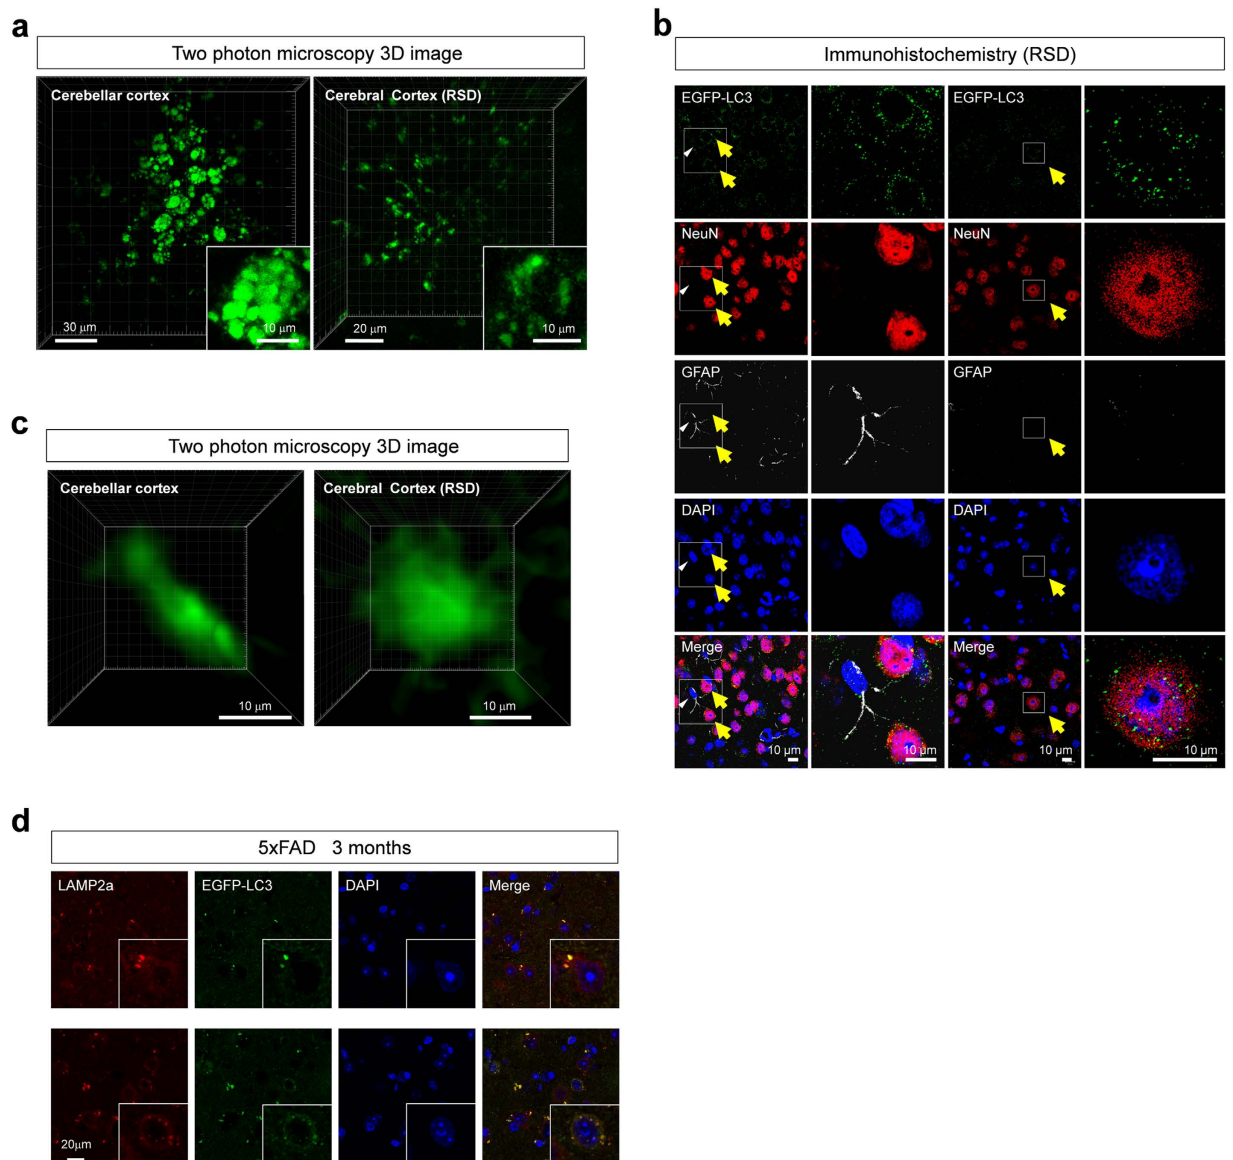 a
Two photon microscopy 3D image
Cerebellar cortex
30 µm
10 µm
Cerebral Cortex (RSD)
20 µm
10 µm
b
Immunohistochemistry (RSD)
EGFP-LC3
EGFP-LC3
NeuN
NeuN
GFAP
GFAP
DAPI
DAPI
Merge
10 µm
10 µm
Merge
10 µm
10 µm
c
Two photon microscopy 3D image
Cerebellar cortex
10 µm
Cerebral Cortex (RSD)
10 µm
d
5xFAD 3 months
LAMP2a
EGFP-LC3
DAPI
Merge
20µm